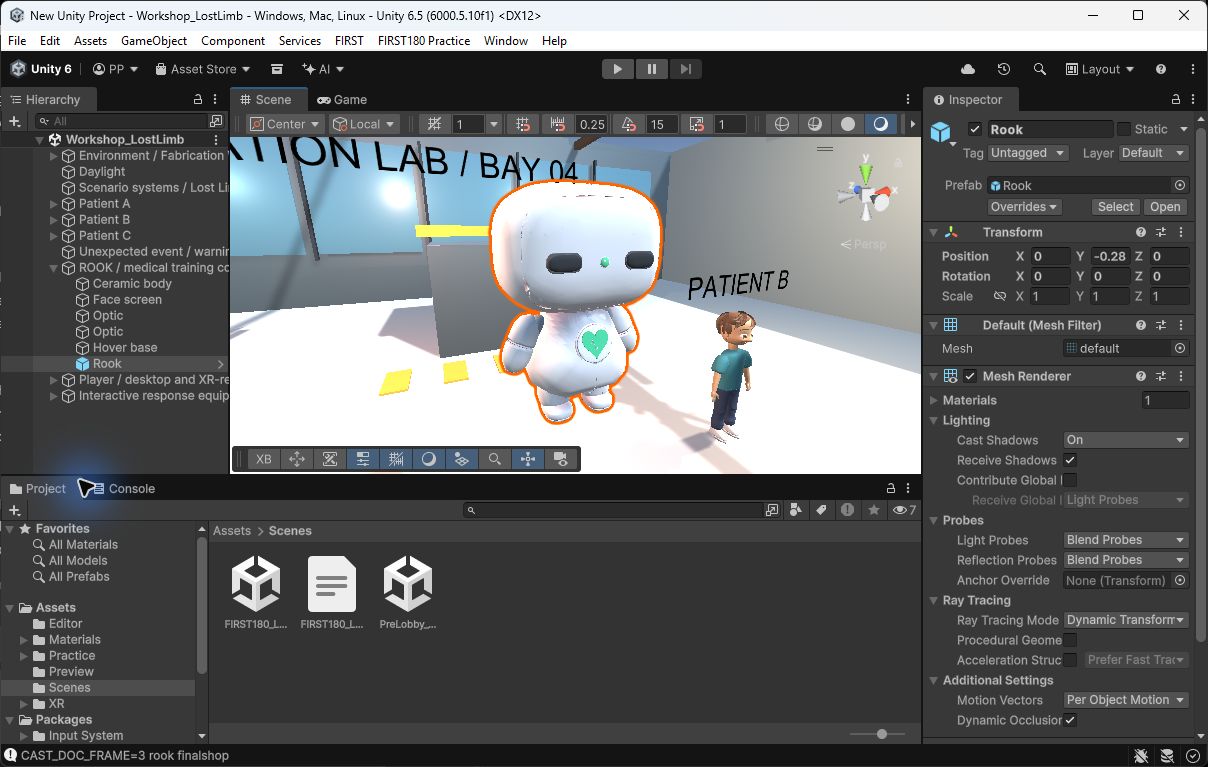 New Unity Project - Workshop_LostLimb - Windows, Mac, Linux - Unity 6.5 (6000.5.10f1) <DX12>
File Edit Assets GameObject Component Services FIRST FIRST180 Practice Window Help
Unity 6 PP Asset Store AI Layout
Hierarchy
All
Workshop_LostLimb
Environment / Fabrication
Daylight
Scenario systems / Lost Li
Patient A
Patient B
Patient C
Unexpected event / warnin
ROOK / medical training co
Ceramic body
Face screen
Optic
Optic
Hover base
Rook
Player / desktop and XR-re
Interactive response equip
Scene Game
Center Local 1 0.25 15 1
ATION LAB / BAY 04
y
z x
Persp
PATIENT B
XB
Inspector
Rook Static
Tag Untagged Layer Default
Prefab Rook
Overrides Select Open
Transform
Position X 0 Y -0.28 Z 0
Rotation X 0 Y 0 Z 0
Scale X 1 Y 1 Z 1
Default (Mesh Filter)
Mesh default
Mesh Renderer
Materials 1
Lighting
Cast Shadows On
Receive Shadows
Contribute Global I
Receive Global I Light Probes
Probes
Light Probes Blend Probes
Reflection Probes Blend Probes
Anchor Override None (Transform)
Ray Tracing
Ray Tracing Mode Dynamic Transform
Procedural Geome
Acceleration Struc Prefer Fast Trac
Additional Settings
Motion Vectors Per Object Motion
Dynamic Occlusion
Project Console
7
Favorites
All Materials
All Models
All Prefabs
Assets
Editor
Materials
Practice
Preview
Scenes
XR
Packages
Input System
Assets > Scenes
FIRST180_L... FIRST180_L... PreLobby_...
CAST_DOC_FRAME=3 rook finalshop